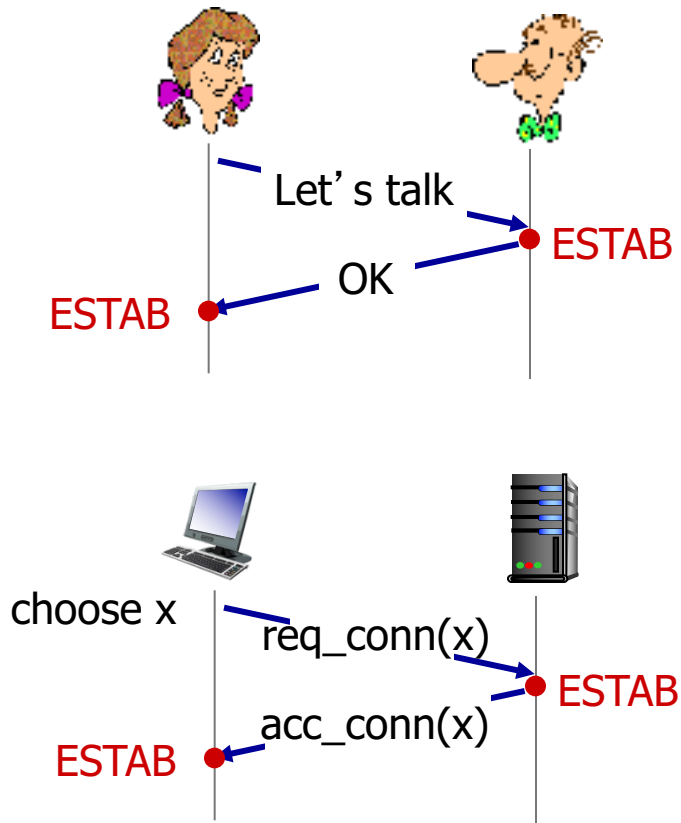 Let’s talk
ESTAB
OK
ESTAB
choose x
req_conn(x)
ESTAB
acc_conn(x)
ESTAB